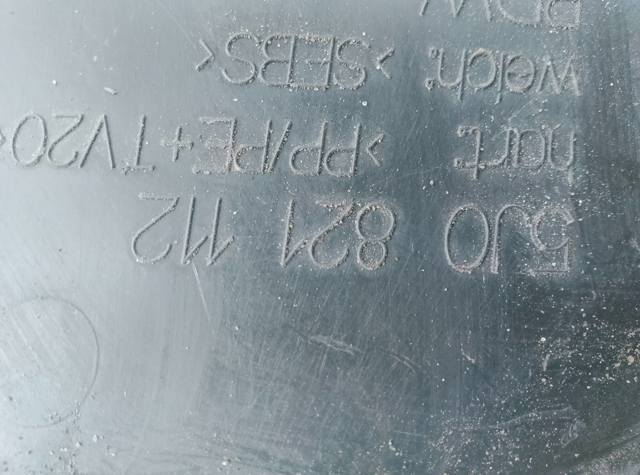 5J0 821 112
hart: >PP/PE+TV20<
weich: >SEBS<